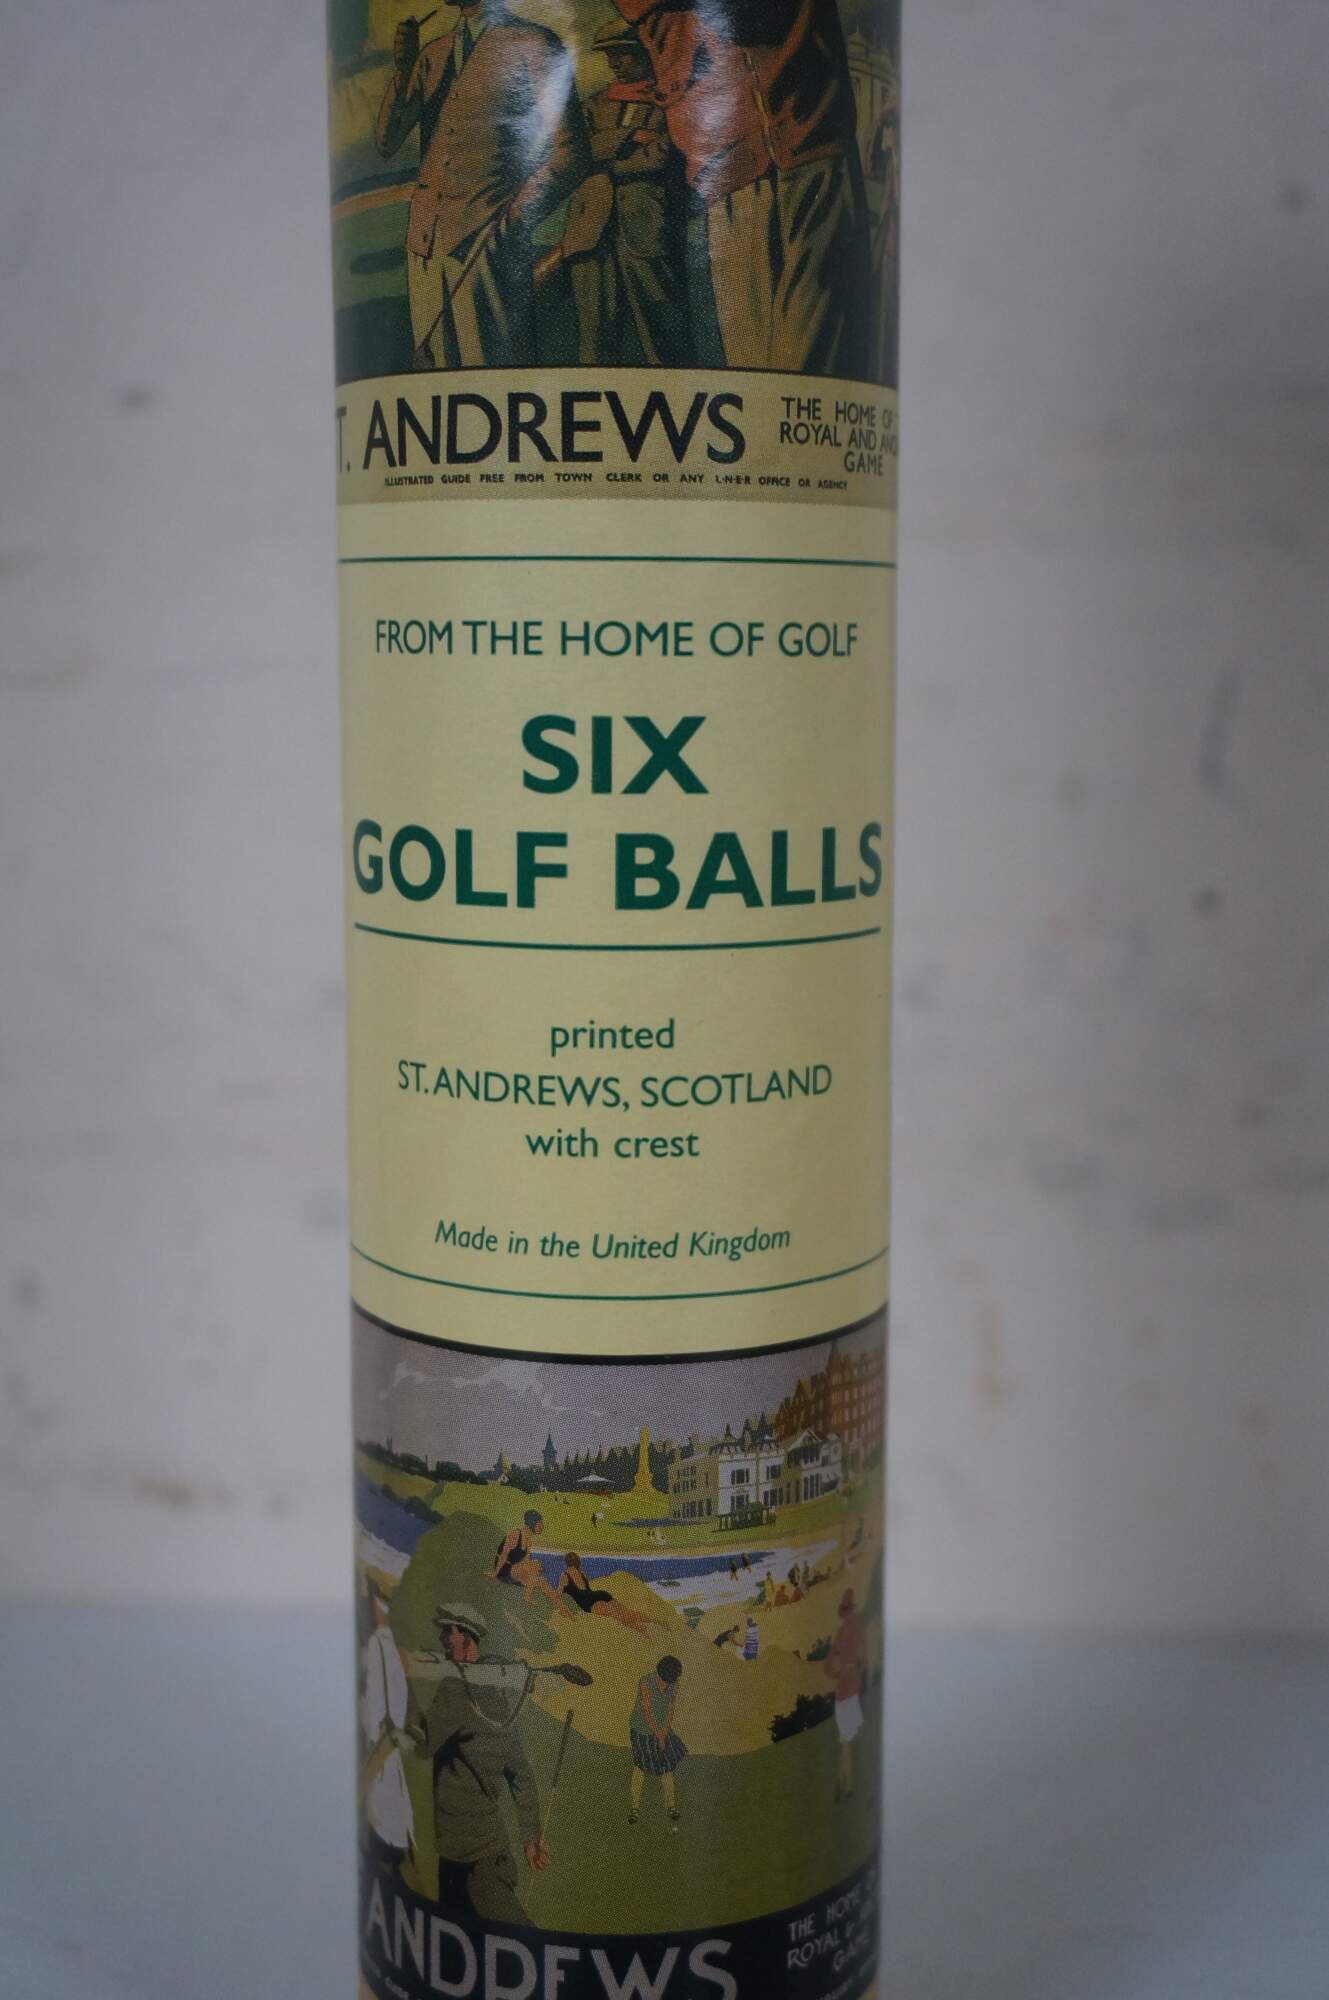 T. ANDREWS
THE HOME OF
ROYAL AND
GAME
ILLUSTRATED GUIDE FREE FROM TOWN CLERK OR ANY L·N·E·R OFFICE OR AGENCY
FROM THE HOME OF GOLF
SIX
GOLF BALLS
printed
ST. ANDREWS, SCOTLAND
with crest
Made in the United Kingdom
ANDREWS
THE HOME
ROYAL &
GAME